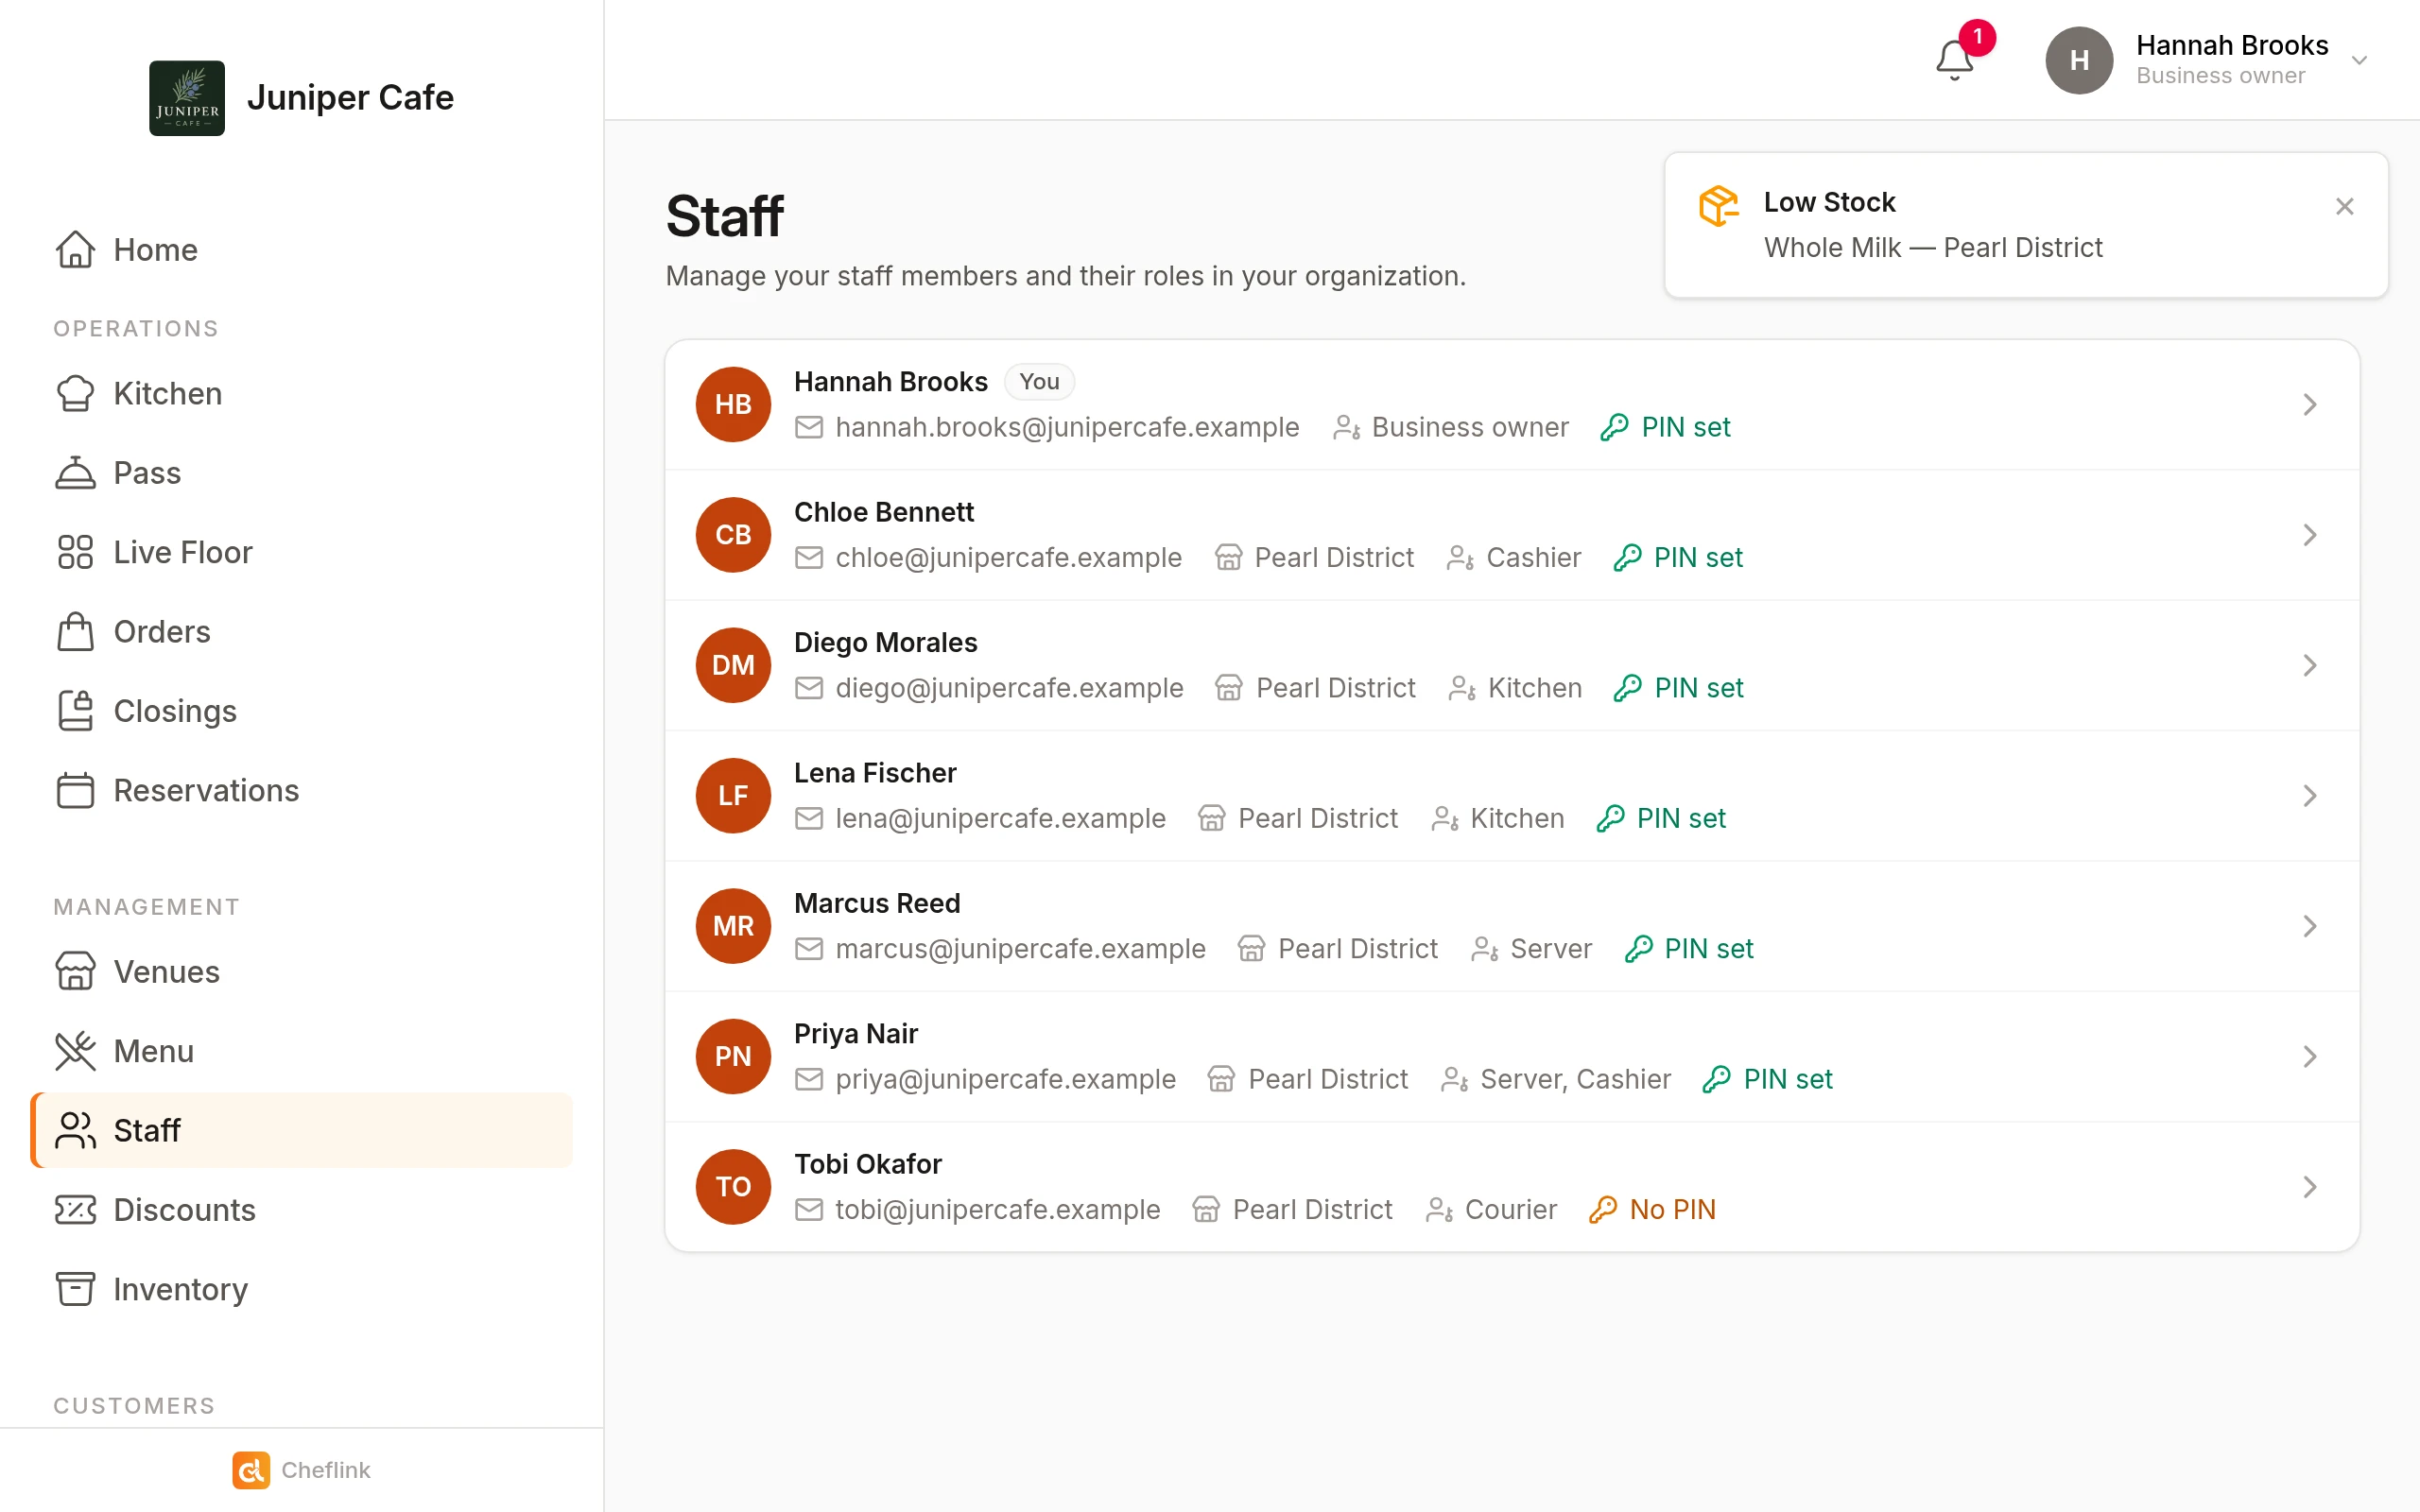 JUNIPER
CAFE
Juniper Cafe
Home
OPERATIONS
Kitchen
Pass
Live Floor
Orders
Closings
Reservations
MANAGEMENT
Venues
Menu
Staff
Discounts
Inventory
CUSTOMERS
Cheflink
1
H
Hannah Brooks
Business owner
Staff
Manage your staff members and their roles in your organization.
Low Stock
Whole Milk — Pearl District
HB
Hannah Brooks You
hannah.brooks@junipercafe.example Business owner PIN set
CB
Chloe Bennett
chloe@junipercafe.example Pearl District Cashier PIN set
DM
Diego Morales
diego@junipercafe.example Pearl District Kitchen PIN set
LF
Lena Fischer
lena@junipercafe.example Pearl District Kitchen PIN set
MR
Marcus Reed
marcus@junipercafe.example Pearl District Server PIN set
PN
Priya Nair
priya@junipercafe.example Pearl District Server, Cashier PIN set
TO
Tobi Okafor
tobi@junipercafe.example Pearl District Courier No PIN